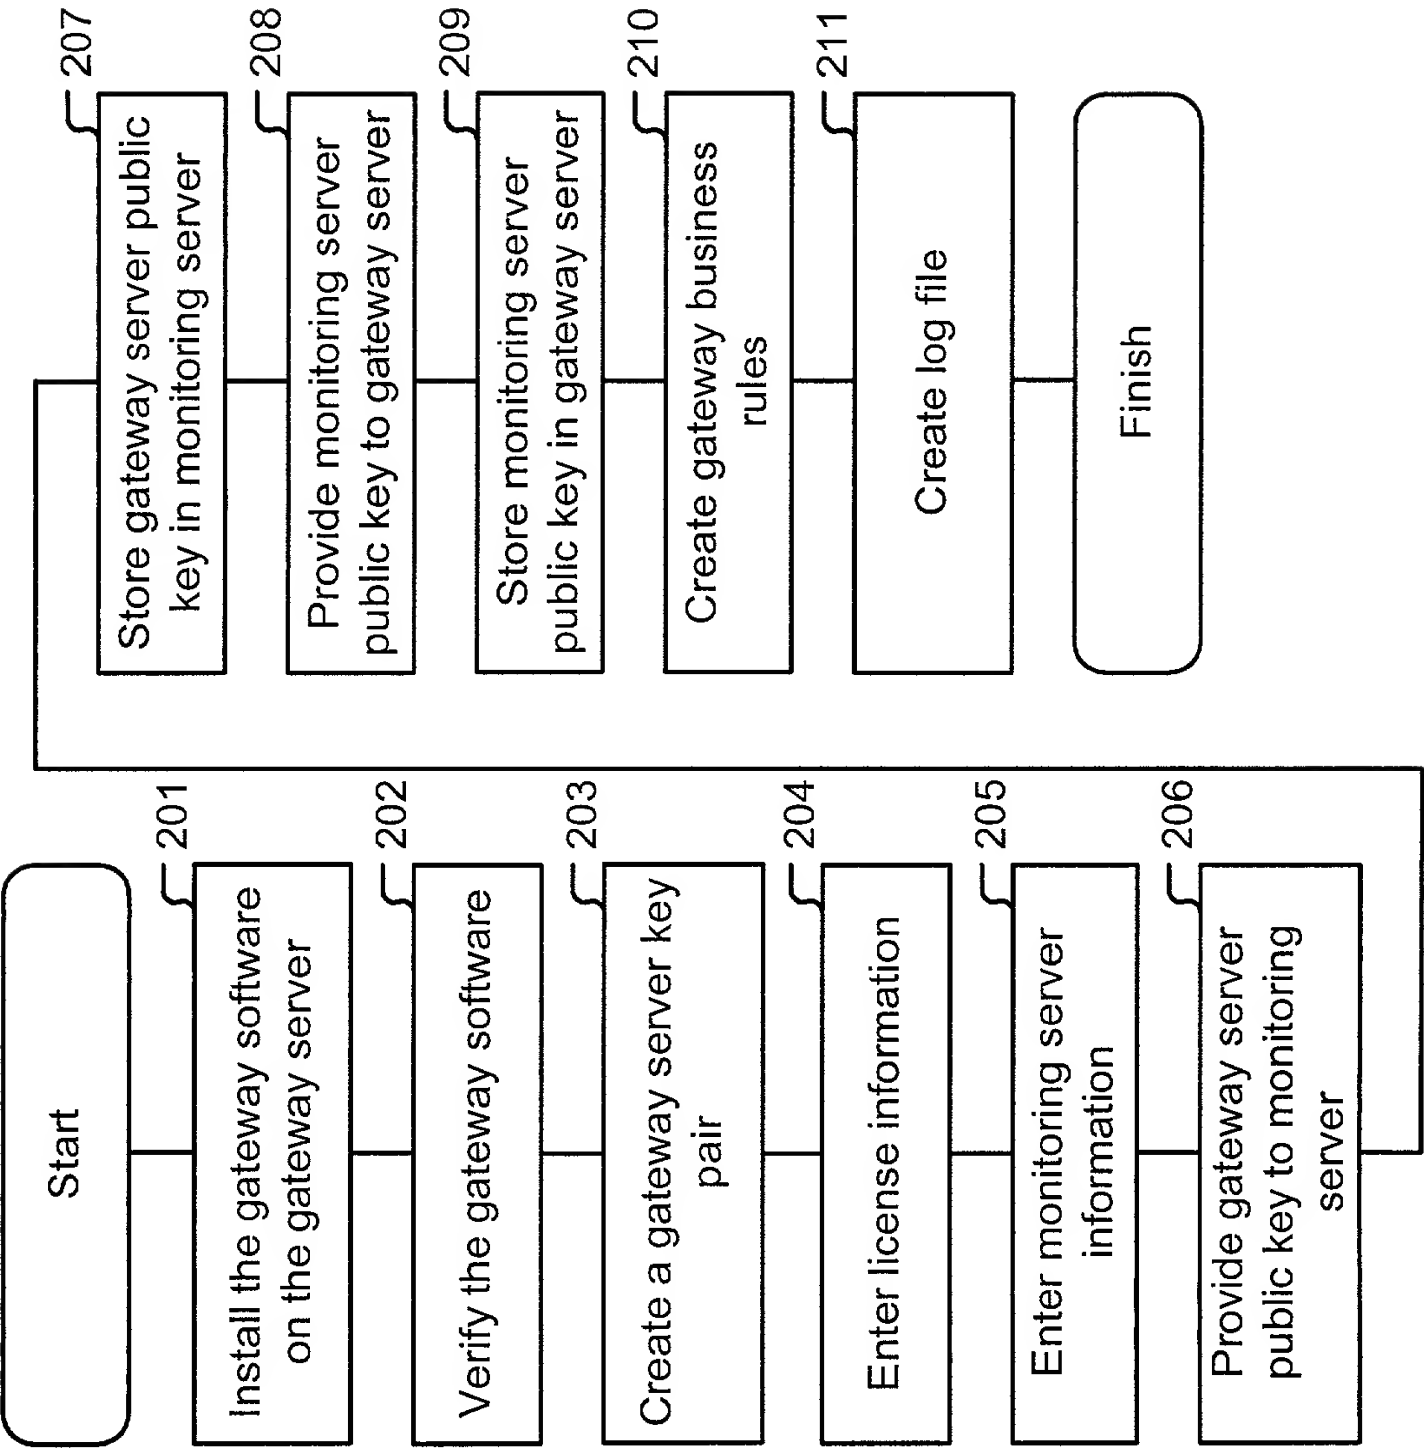 Start
201
Install the gateway software
on the gateway server
202
Verify the gateway software
203
Create a gateway server key
pair
204
Enter license information
205
Enter monitoring server
information
206
Provide gateway server
public key to monitoring
server
207
Store gateway server public
key in monitoring server
208
Provide monitoring server
public key to gateway server
209
Store monitoring server
public key in gateway server
210
Create gateway business
rules
211
Create log file
Finish